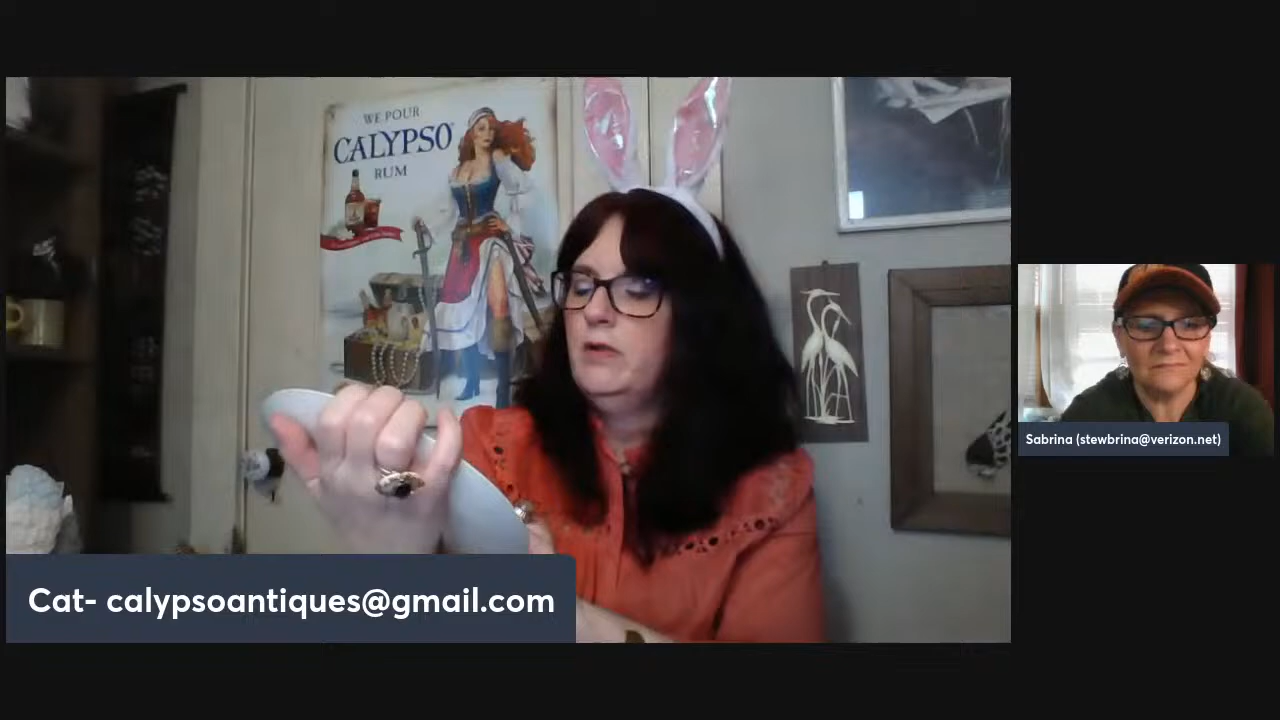 WE POUR
CALYPSO
RUM
Cat- calypsoantiques@gmail.com
Sabrina (stewbrina@verizon.net)